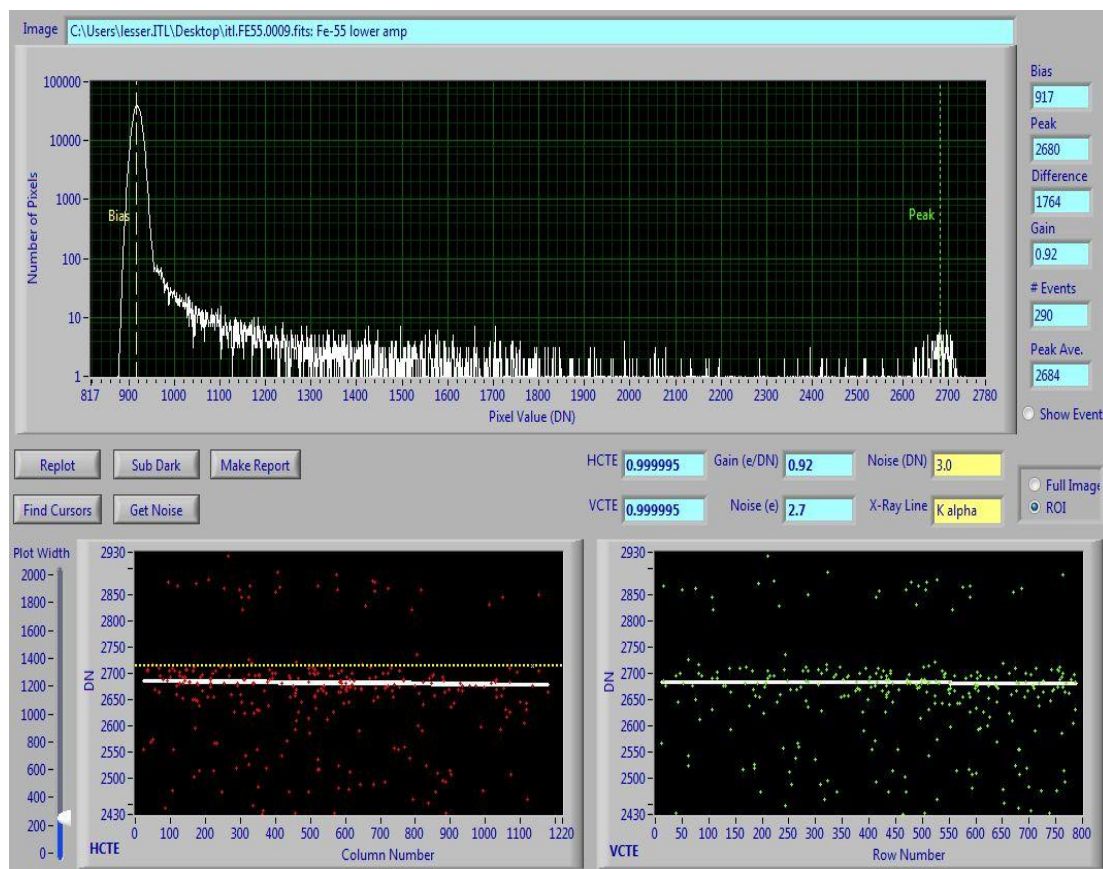 Image C:\Users\lesser.ITL\Desktop\itl.FE55.0009.fits: Fe-55 lower amp
Number of Pixels
100000
10000
1000
100
10
1
Bias
Peak
817 900 1000 1100 1200 1300 1400 1500 1600 1700 1800 1900 2000 2100 2200 2300 2400 2500 2600 2700 2780
Pixel Value (DN)
Bias
917
Peak
2680
Difference
1764
Gain
0.92
# Events
290
Peak Ave.
2684
Show Event
Replot Sub Dark Make Report
Find Cursors Get Noise
HCTE 0.999995 Gain (e/DN) 0.92 Noise (DN) 3.0
VCTE 0.999995 Noise (e) 2.7 X-Ray Line K alpha
Full Image
ROI
Plot Width
2000
1800
1600
1400
1200
1000
800
600
400
200
0
DN
2930
2850
2800
2750
2700
2650
2600
2550
2500
2430
0 100 200 300 400 500 600 700 800 900 1000 1100 1220
HCTE
Column Number
DN
2930
2850
2800
2750
2700
2650
2600
2550
2500
2430
0 50 100 150 200 250 300 350 400 450 500 550 600 650 700 800
VCTE
Row Number